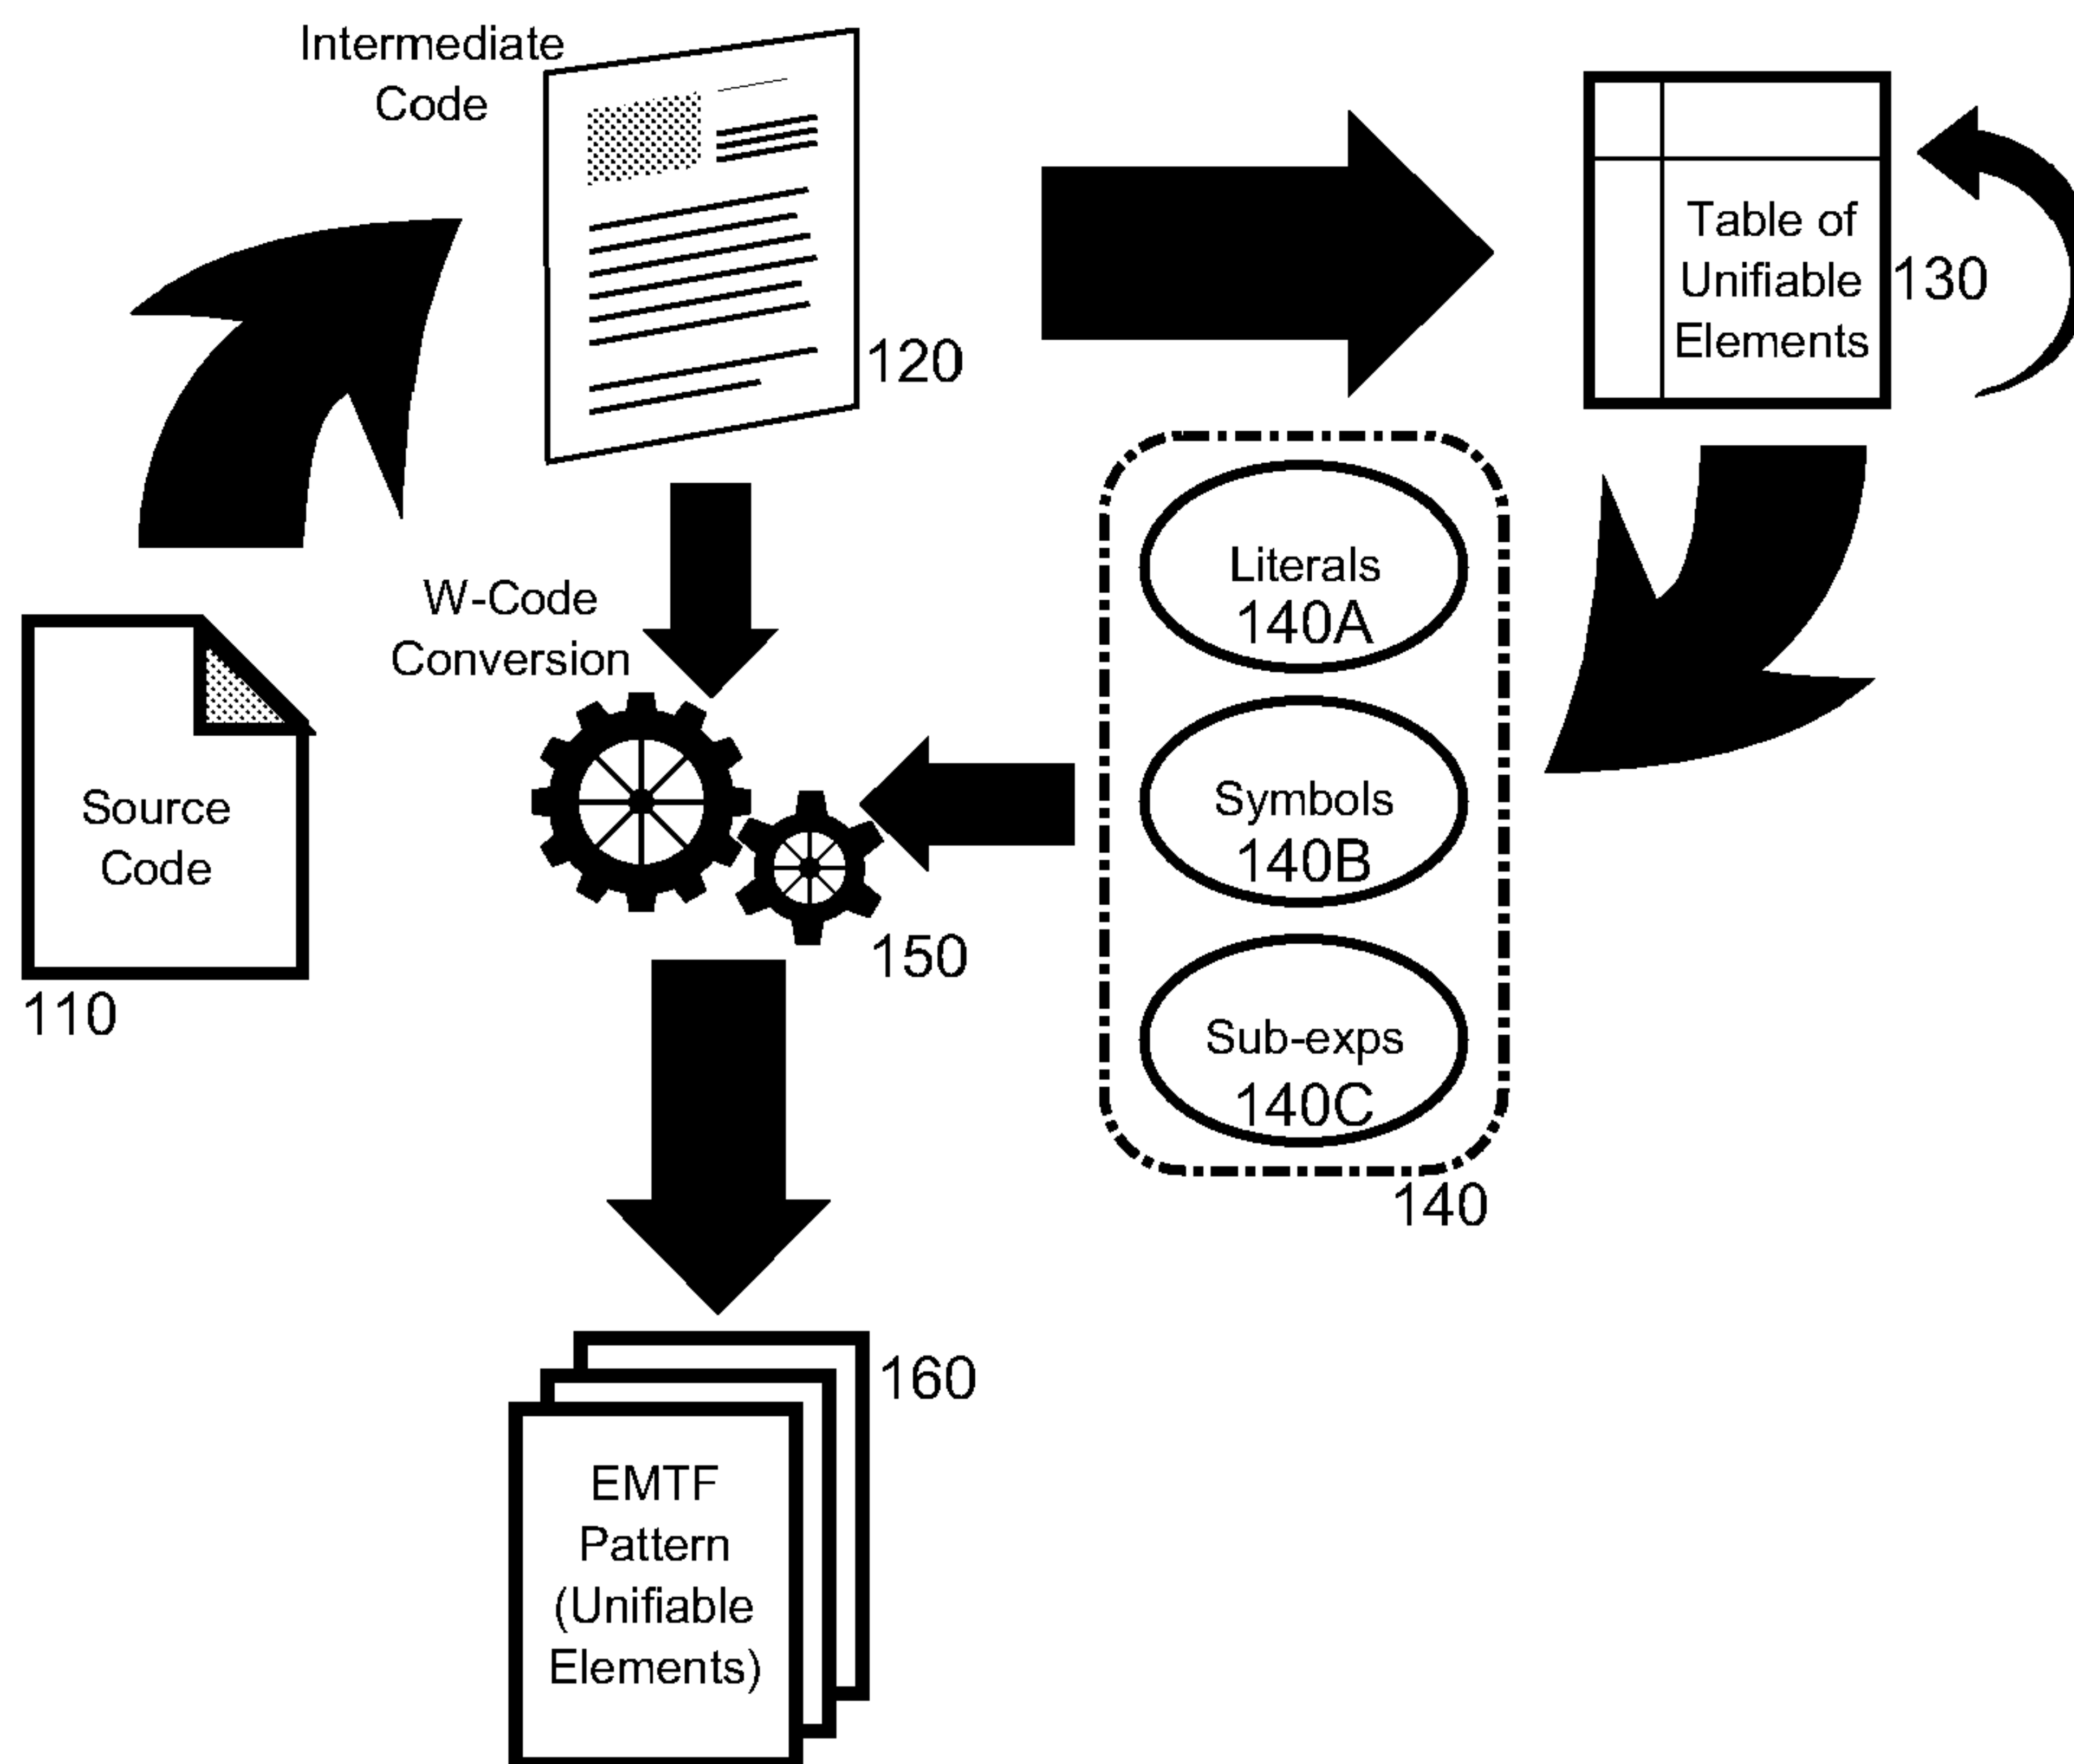 Intermediate
Code
120
Table of
Unifiable
Elements
130
W-Code
Conversion
150
Source
Code
110
Literals
140A
Symbols
140B
Sub-exps
140C
140
160
EMTF
Pattern
(Unifiable
Elements)